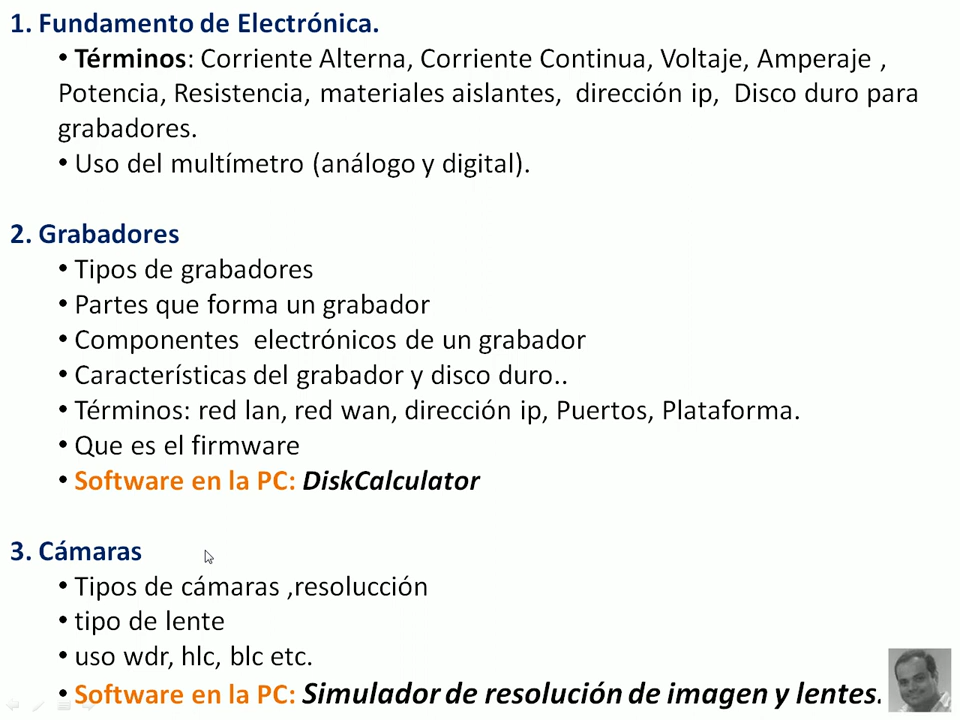 1. Fundamento de Electrónica.
• Términos: Corriente Alterna, Corriente Continua, Voltaje, Amperaje ,
Potencia, Resistencia, materiales aislantes, dirección ip, Disco duro para
grabadores.
• Uso del multímetro (análogo y digital).
2. Grabadores
• Tipos de grabadores
• Partes que forma un grabador
• Componentes electrónicos de un grabador
• Características del grabador y disco duro..
• Términos: red lan, red wan, dirección ip, Puertos, Plataforma.
• Que es el firmware
• Software en la PC: DiskCalculator
3. Cámaras
• Tipos de cámaras ,resolucción
• tipo de lente
• uso wdr, hlc, blc etc.
• Software en la PC: Simulador de resolución de imagen y lentes.